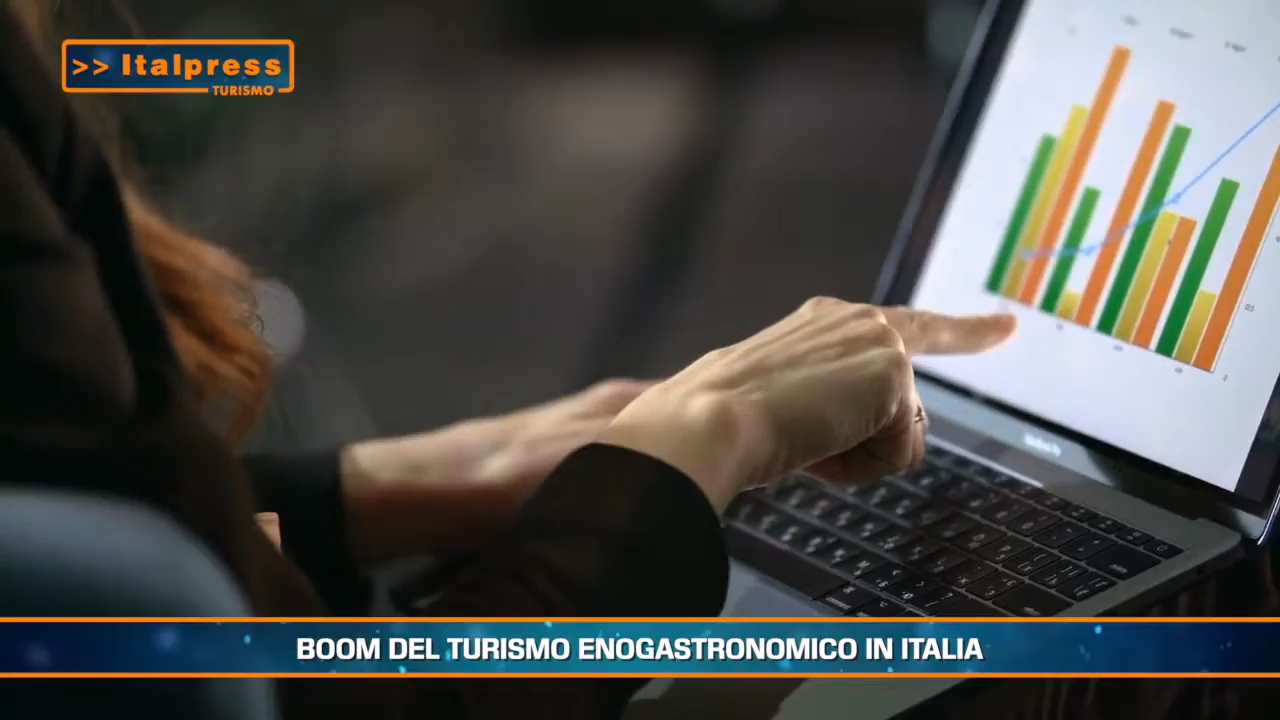 >> Italpress
TURISMO
BOOM DEL TURISMO ENOGASTRONOMICO IN ITALIA